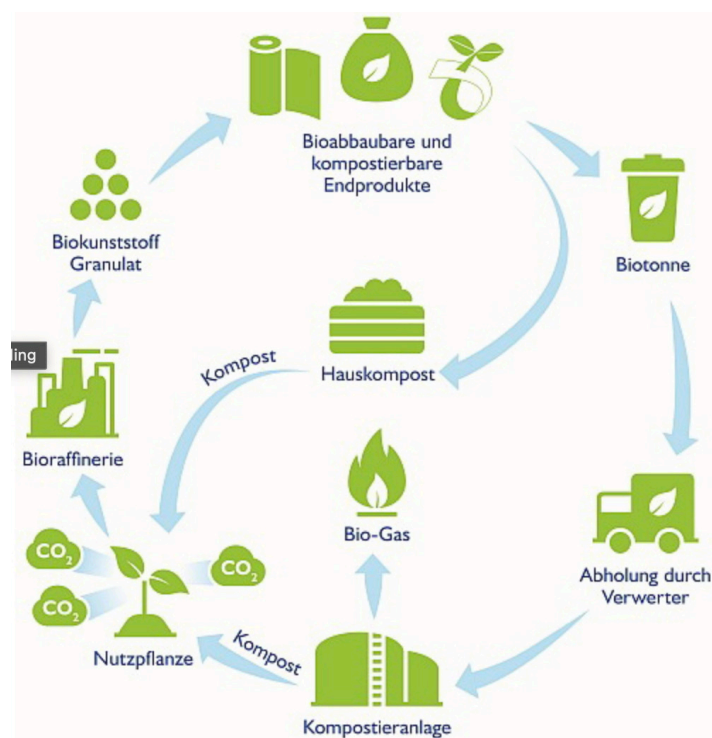 Bioabbaubare und
kompostierbare
Endprodukte
Biotonne
Biokunststoff
Granulat
ling
Kompost
Hauskompost
Bioraffinerie
Bio-Gas
CO₂
CO₂
CO₂
Abholung durch
Verwerter
Nutzpflanze
Kompost
Kompostieranlage